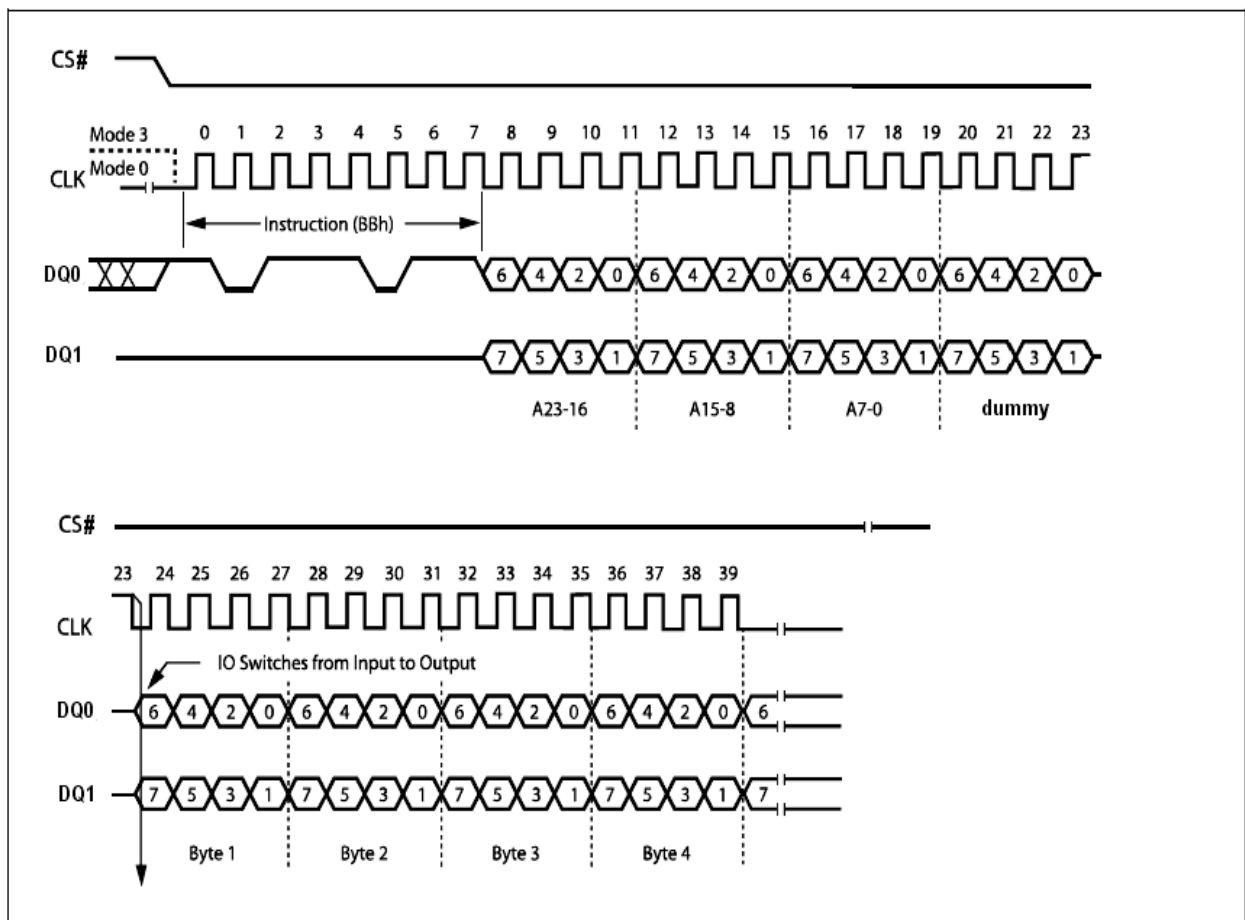 CS#
Mode 3
0 1 2 3 4 5 6 7 8 9 10 11 12 13 14 15 16 17 18 19 20 21 22 23
Mode 0
CLK
Instruction (BBh)
DQ0 6 4 2 0 6 4 2 0 6 4 2 0 6 4 2 0
DQ1 7 5 3 1 7 5 3 1 7 5 3 1 7 5 3 1
A23-16 A15-8 A7-0 dummy
CS#
23 24 25 26 27 28 29 30 31 32 33 34 35 36 37 38 39
CLK
IO Switches from Input to Output
DQ0 6 4 2 0 6 4 2 0 6 4 2 0 6 4 2 0 6
DQ1 7 5 3 1 7 5 3 1 7 5 3 1 7 5 3 1 7
Byte 1 Byte 2 Byte 3 Byte 4